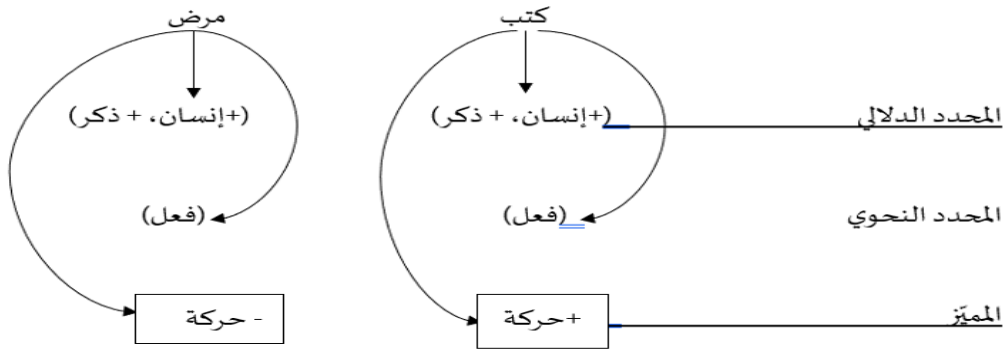 كتب مرض
المحدد الدلالي (+إنسان، + ذكر) (+إنسان، + ذكر)
المحدد النحوي (فعل) (فعل)
المميّز +حركة - حركة